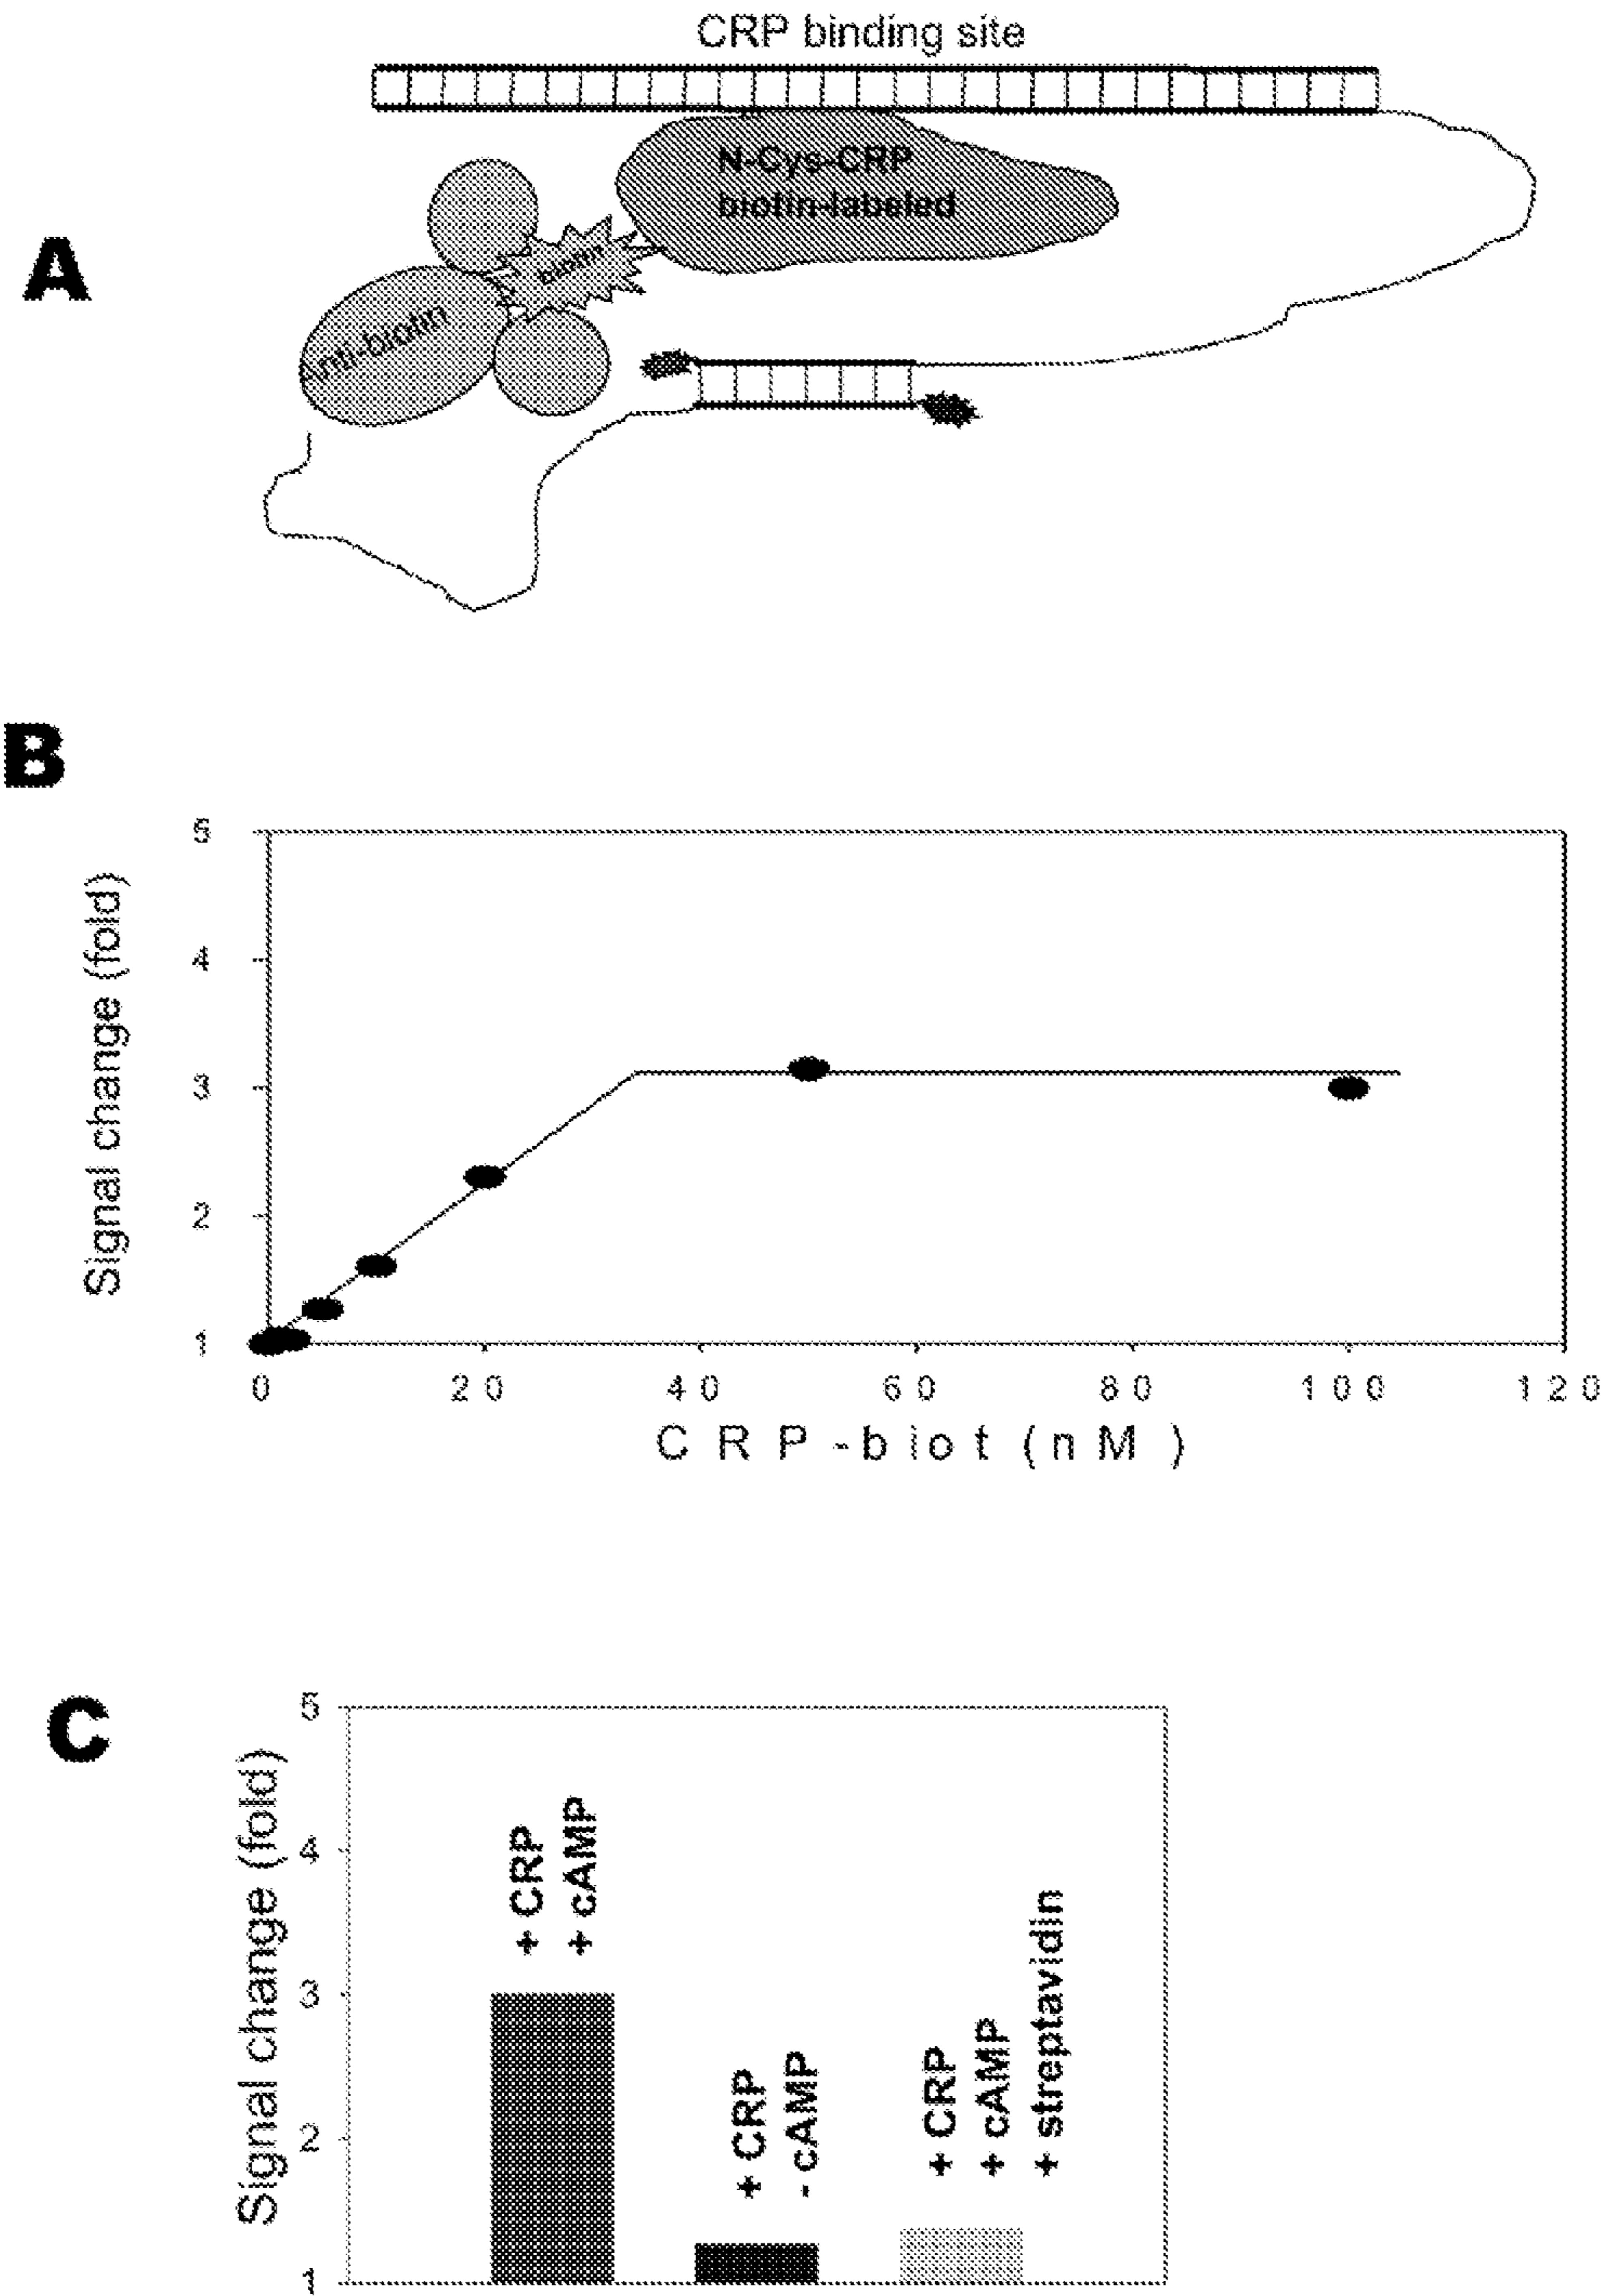 CRP binding site
N-Cys-CRP
biotin-labeled
A
biotin
Anti-biotin
B
5
4
3
2
1
Signal change (fold)
0 20 40 60 80 100 120
CRP-biot (nM)
C
5
4
3
2
1
Signal change (fold)
+ CRP
+ cAMP
+ CRP
- cAMP
+ CRP
+ cAMP
+ streptavidin